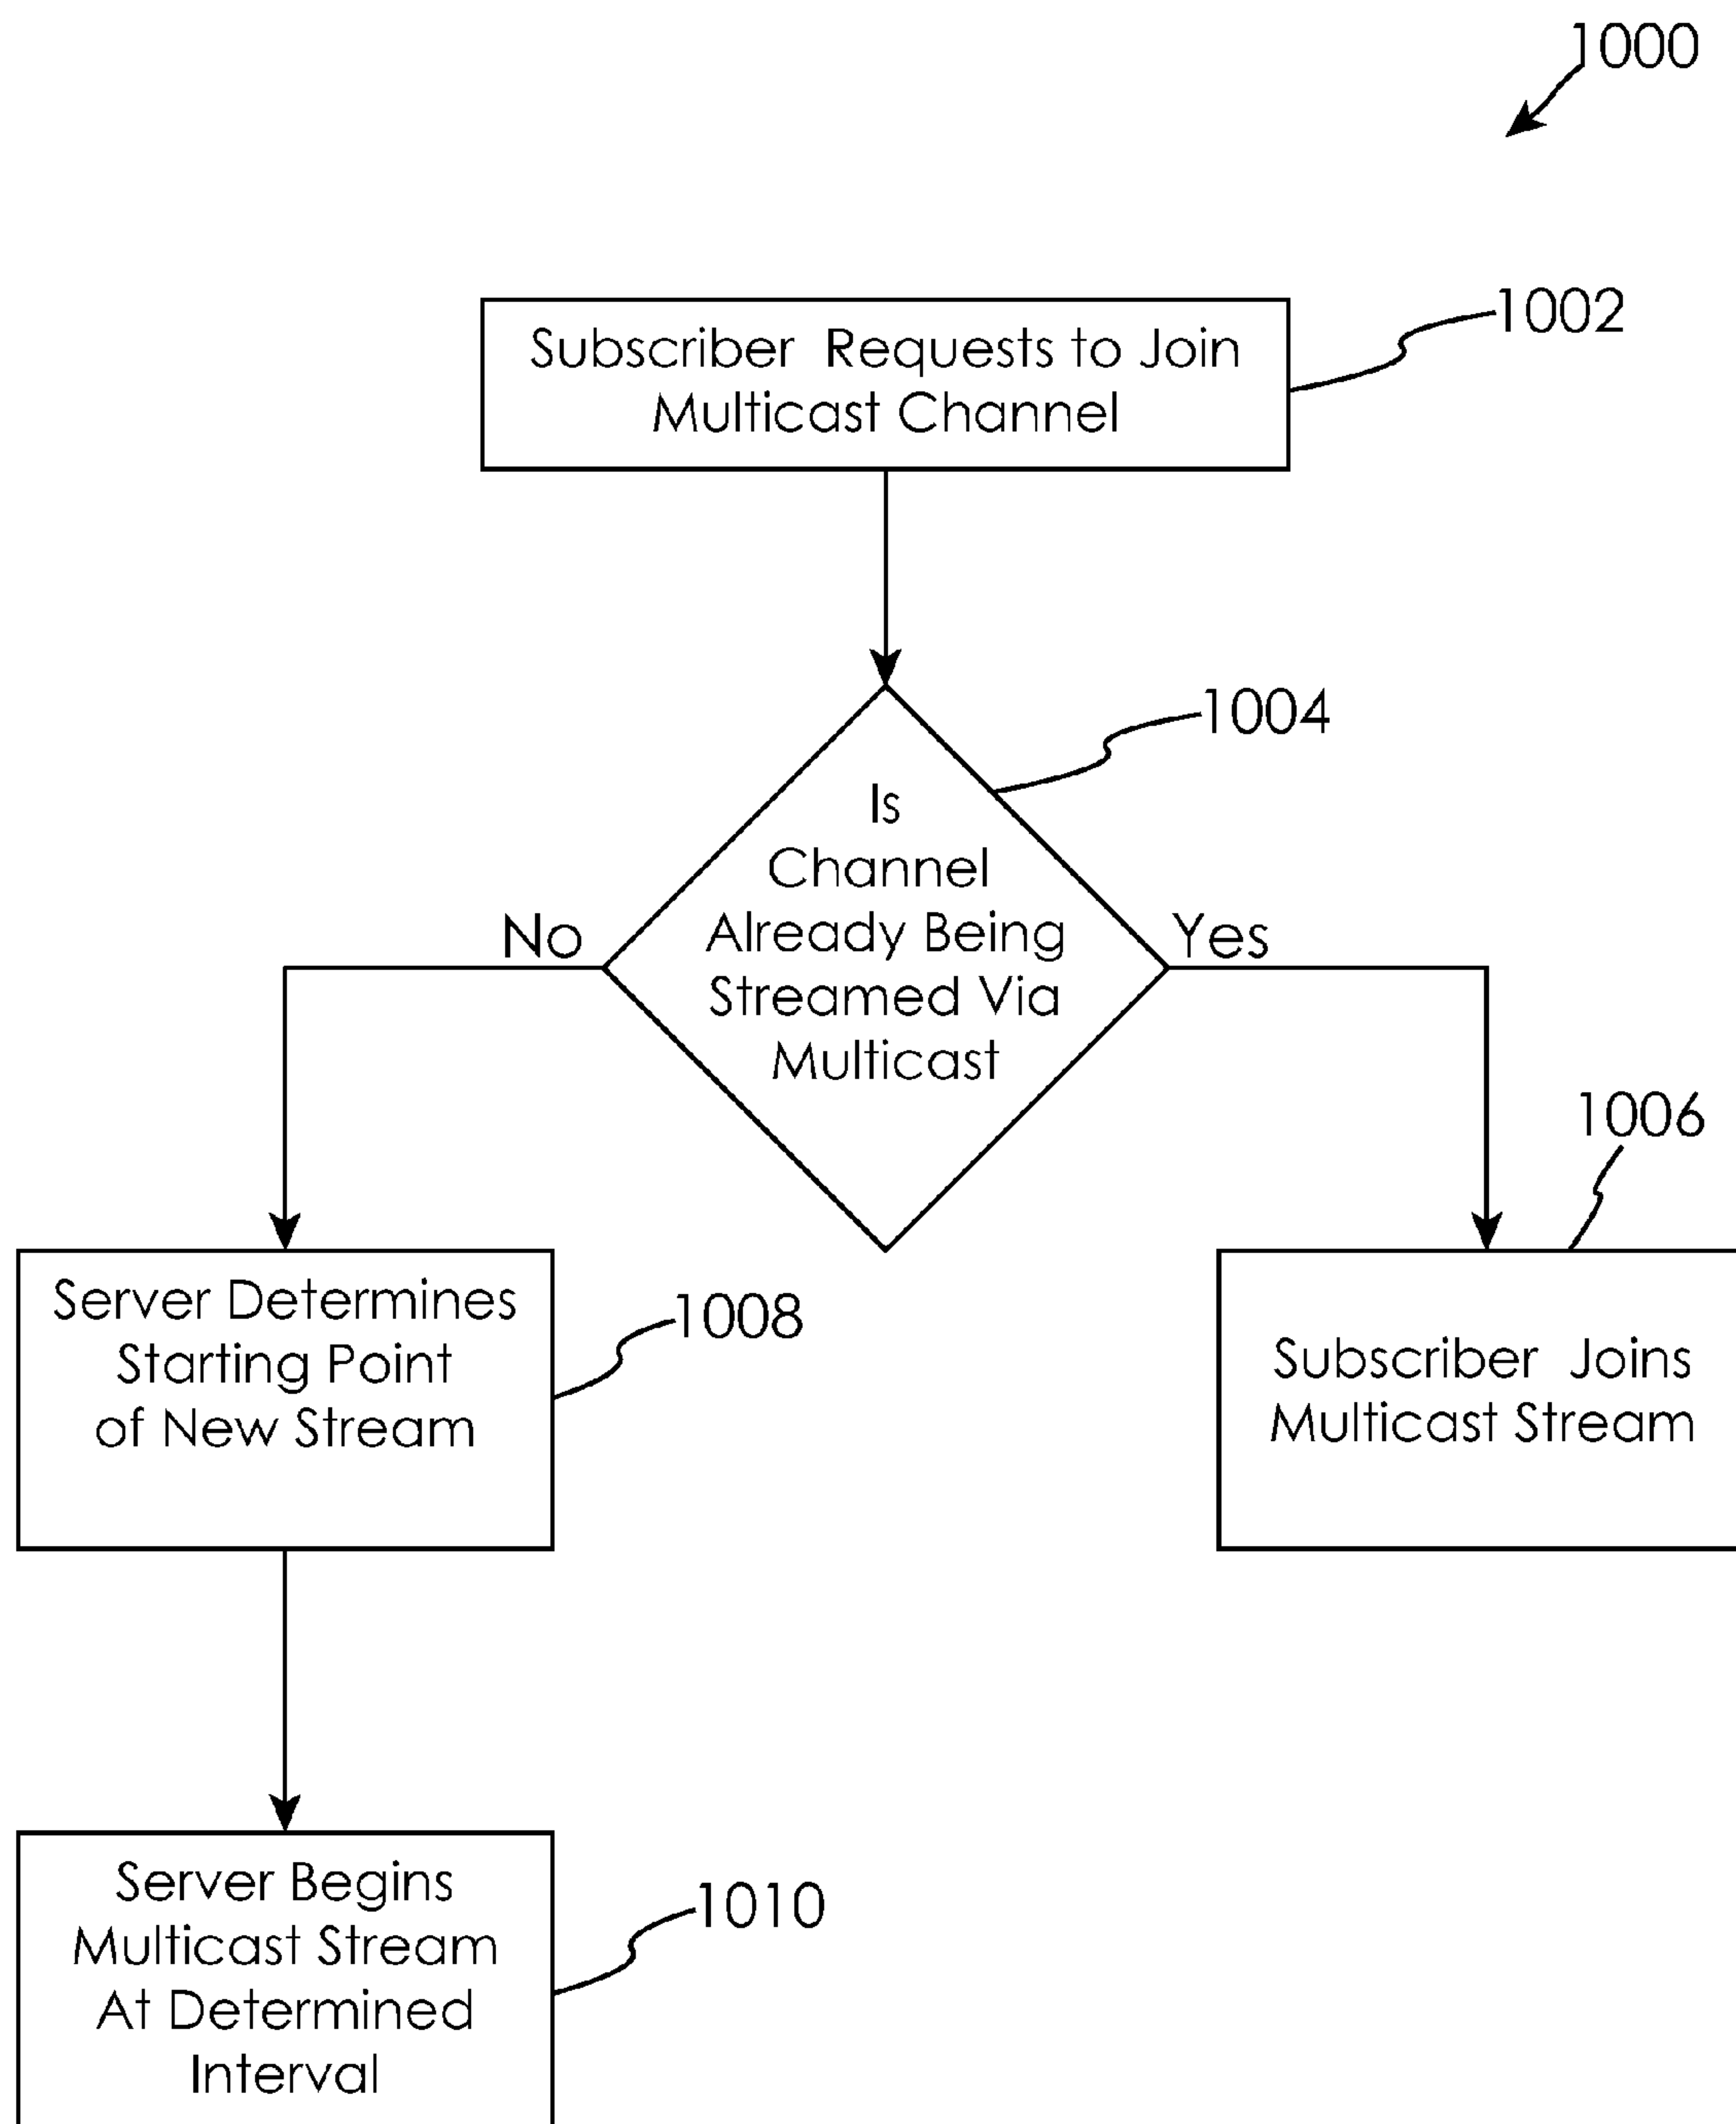 1000
Subscriber Requests to Join
Multicast Channel
1002
1004
Is
Channel
Already Being
Streamed Via
Multicast
No
Yes
1006
Server Determines
Starting Point
of New Stream
1008
Subscriber Joins
Multicast Stream
Server Begins
Multicast Stream
At Determined
Interval
1010